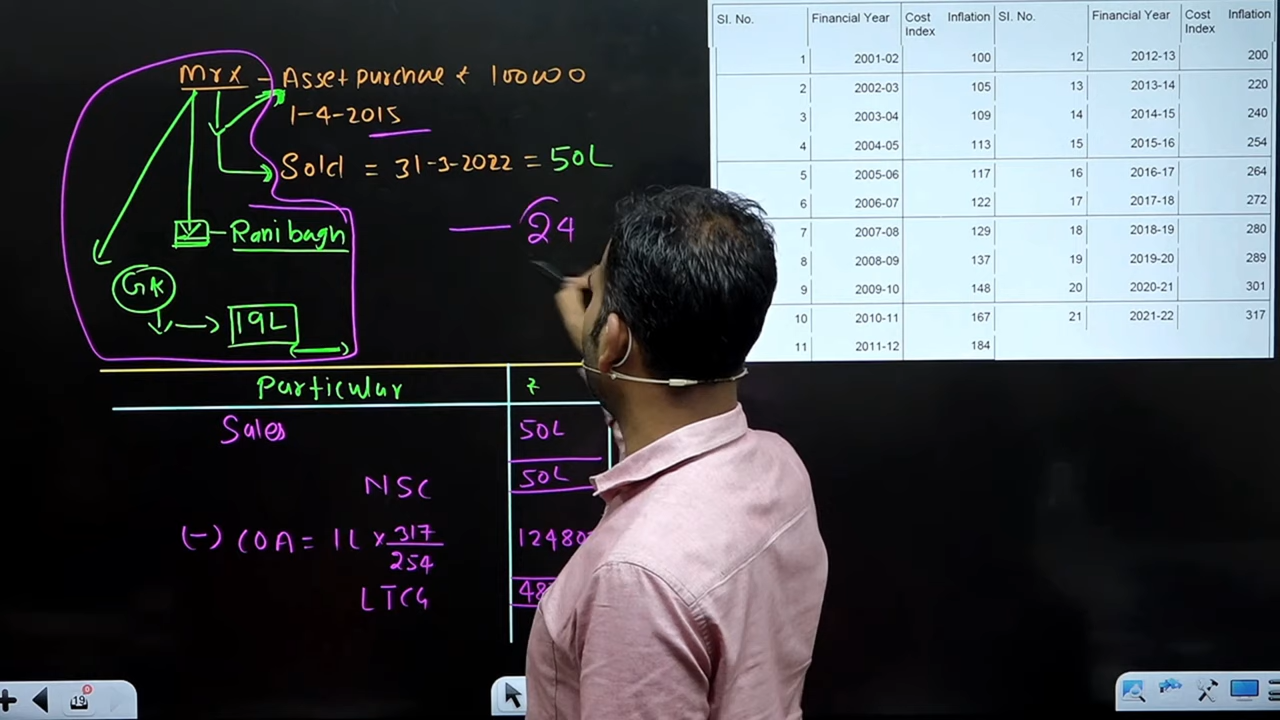 Mr X - Asset purchase ₹ 100000
1-4-2015
Sold = 31-3-2022 = 50L
24
Ranibagh
GK
19L
Particular ₹
Sales 50L
NSC 50L
(-) COA = 1L × 317/254
LTCG
SI. No. Financial Year Cost Inflation Index SI. No. Financial Year Cost Inflation Index
1 2001-02 100 12 2012-13 200
2 2002-03 105 13 2013-14 220
3 2003-04 109 14 2014-15 240
4 2004-05 113 15 2015-16 254
5 2005-06 117 16 2016-17 264
6 2006-07 122 17 2017-18 272
7 2007-08 129 18 2018-19 280
8 2008-09 137 19 2019-20 289
9 2009-10 148 20 2020-21 301
10 2010-11 167 21 2021-22 317
11 2011-12 184
19